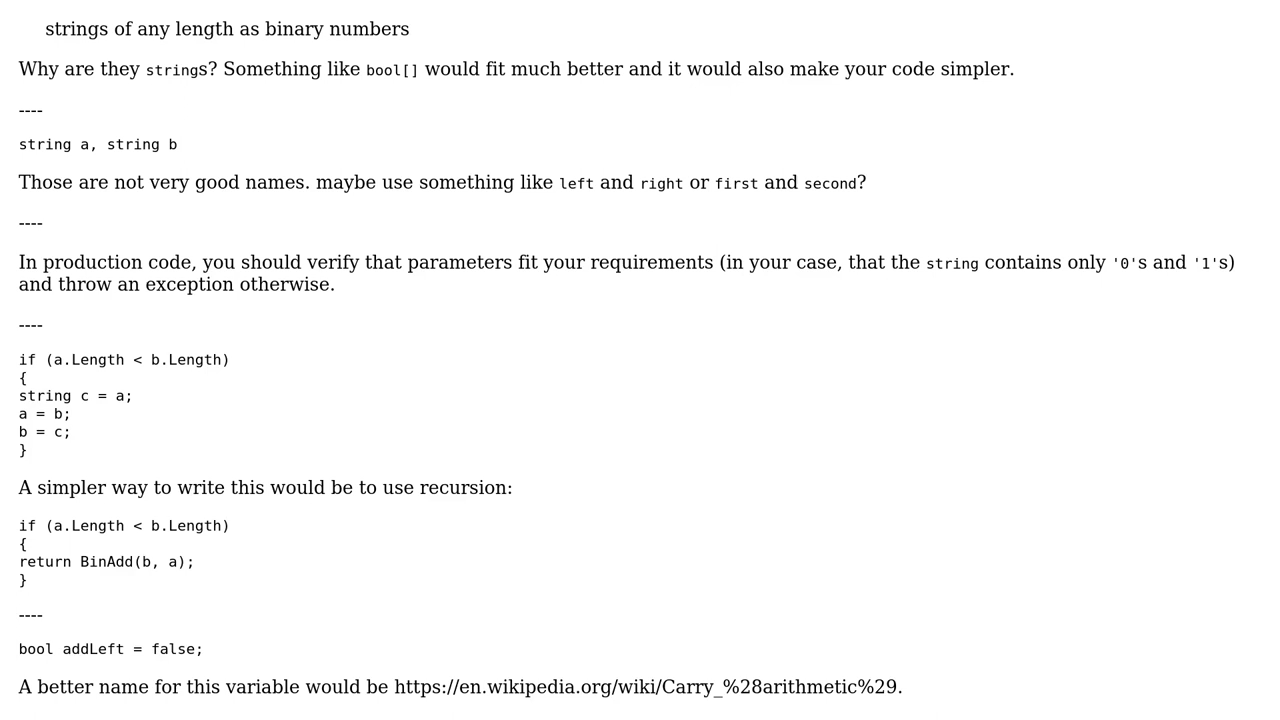 strings of any length as binary numbers
Why are they strings? Something like bool[] would fit much better and it would also make your code simpler.
----
string a, string b
Those are not very good names. maybe use something like left and right or first and second?
----
In production code, you should verify that parameters fit your requirements (in your case, that the string contains only '0's and '1's)
and throw an exception otherwise.
----
if (a.Length < b.Length)
{
string c = a;
a = b;
b = c;
}
A simpler way to write this would be to use recursion:
if (a.Length < b.Length)
{
return BinAdd(b, a);
}
----
bool addLeft = false;
A better name for this variable would be https://en.wikipedia.org/wiki/Carry_%28arithmetic%29.